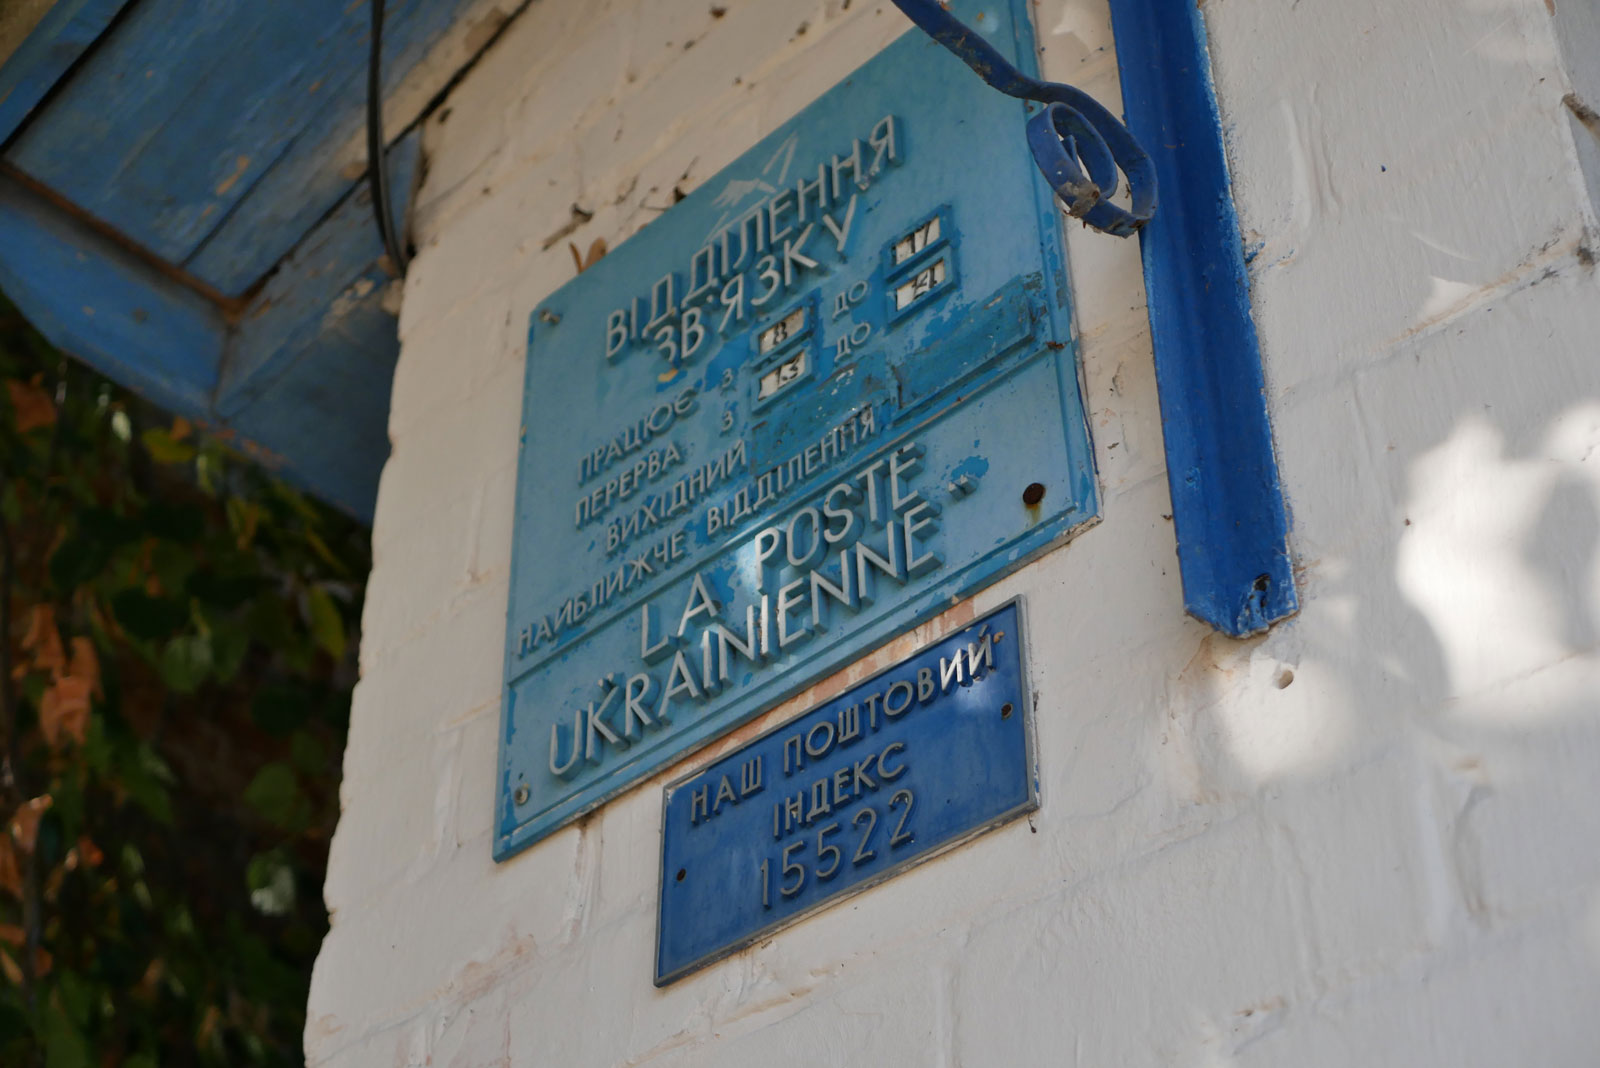 ВІДДІЛЕННЯ
ЗВ'ЯЗКУ
ПРАЦЮЄ З 8 ДО 17
ПЕРЕРВА З 13 ДО 14
ВИХІДНИЙ
НАЙБЛИЖЧЕ ВІДДІЛЕННЯ
LA POSTE
UKRAINIENNE
НАШ ПОШТОВИЙ
ІНДЕКС
15522